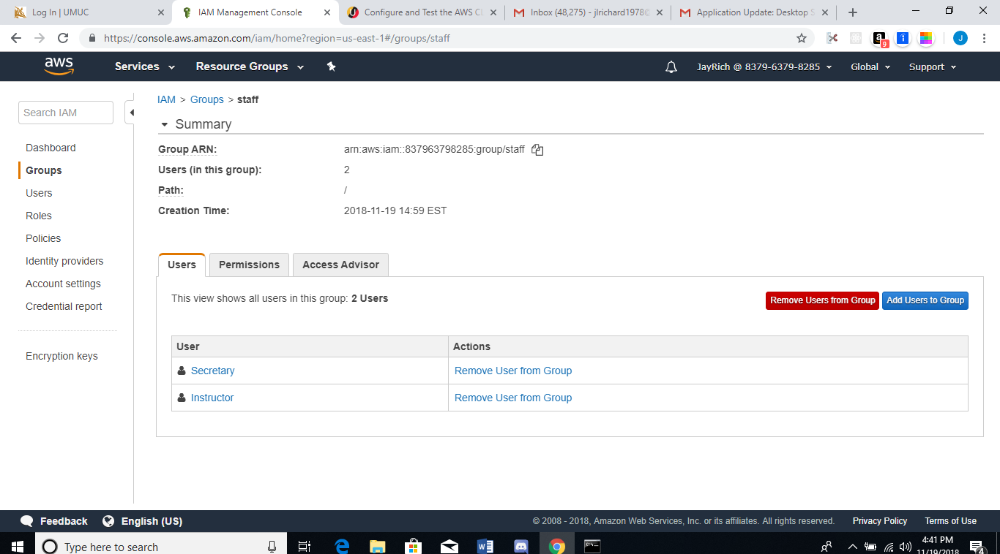 Log In | UMUC
IAM Management Console
Configure and Test the AWS CL
Inbox (48,275) - jlrichard1978@
Application Update: Desktop S
https://console.aws.amazon.com/iam/home?region=us-east-1#/groups/staff
a
9
i
J
aws
Services
Resource Groups
JayRich @ 8379-6379-8285
Global
Support
Search IAM
Dashboard
Groups
Users
Roles
Policies
Identity providers
Account settings
Credential report
Encryption keys
IAM > Groups > staff
Summary
Group ARN: arn:aws:iam::837963798285:group/staff
Users (in this group): 2
Path: /
Creation Time: 2018-11-19 14:59 EST
Users
Permissions
Access Advisor
This view shows all users in this group: 2 Users
Remove Users from Group
Add Users to Group
User Actions
Secretary Remove User from Group
Instructor Remove User from Group
Feedback
English (US)
© 2008 - 2018, Amazon Web Services, Inc. or its affiliates. All rights reserved.
Privacy Policy
Terms of Use
Type here to search
4:41 PM
11/19/2018
4